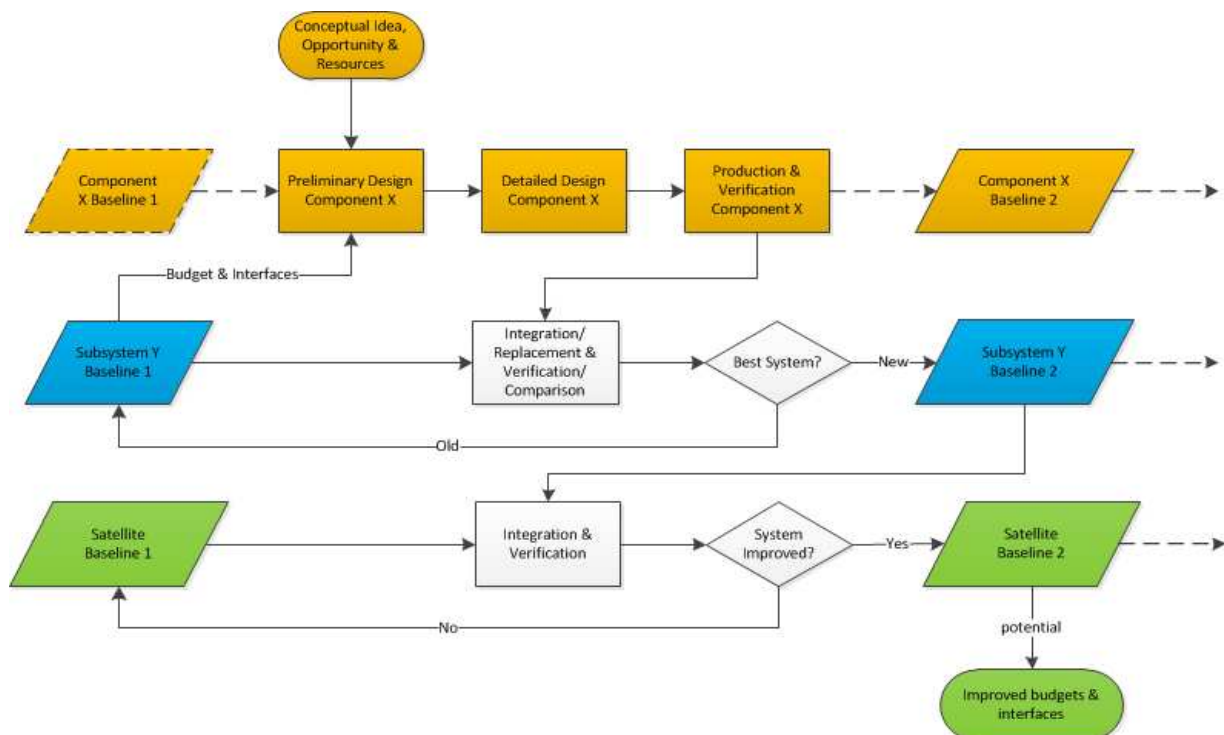 Conceptual Idea,
Opportunity &
Resources
Component
X Baseline 1
Preliminary Design
Component X
Detailed Design
Component X
Production &
Verification
Component X
Component X
Baseline 2
Budget & Interfaces
Subsystem Y
Baseline 1
Integration/
Replacement &
Verification/
Comparison
Best System?
New
Subsystem Y
Baseline 2
Old
Satellite
Baseline 1
Integration &
Verification
System
Improved?
Yes
Satellite
Baseline 2
No
potential
Improved budgets &
interfaces